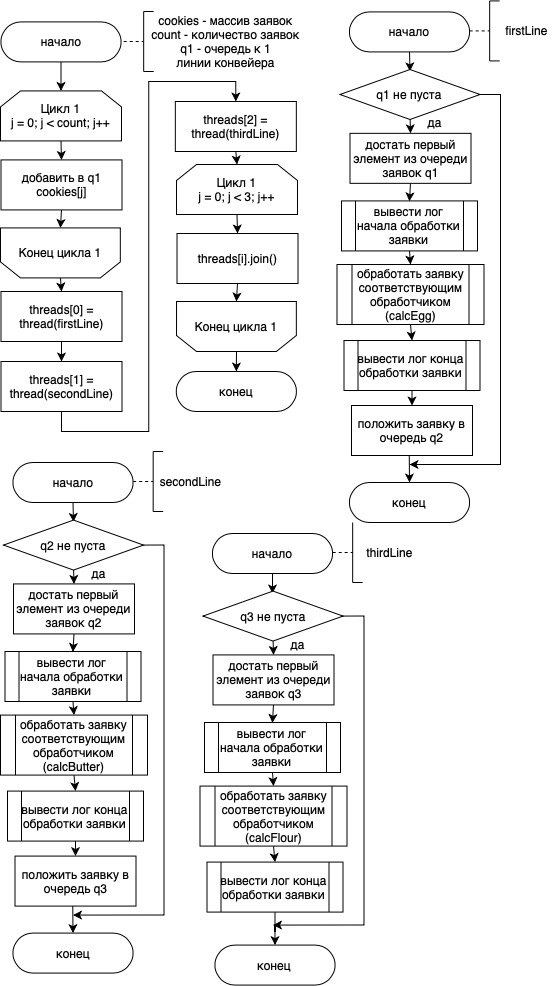 начало
cookies - массив заявок
count - количество заявок
q1 - очередь к 1
линии конвейера
Цикл 1
j = 0; j < count; j++
добавить в q1
cookies[j]
Конец цикла 1
threads[0] =
thread(firstLine)
threads[1] =
thread(secondLine)
threads[2] =
thread(thirdLine)
Цикл 1
j = 0; j < 3; j++
threads[i].join()
Конец цикла 1
конец
начало
firstLine
q1 не пуста
да
достать первый
элемент из очереди
заявок q1
вывести лог
начала обработки
заявки
обработать заявку
соответствующим
обработчиком
(calcEgg)
вывести лог конца
обработки заявки
положить заявку в
очередь q2
конец
начало
secondLine
q2 не пуста
да
достать первый
элемент из очереди
заявок q2
вывести лог
начала обработки
заявки
обработать заявку
соответствующим
обработчиком
(calcButter)
вывести лог конца
обработки заявки
положить заявку в
очередь q3
конец
начало
thirdLine
q3 не пуста
да
достать первый
элемент из очереди
заявок q3
вывести лог
начала обработки
заявки
обработать заявку
соответствующим
обработчиком
(calcFlour)
вывести лог конца
обработки заявки
конец